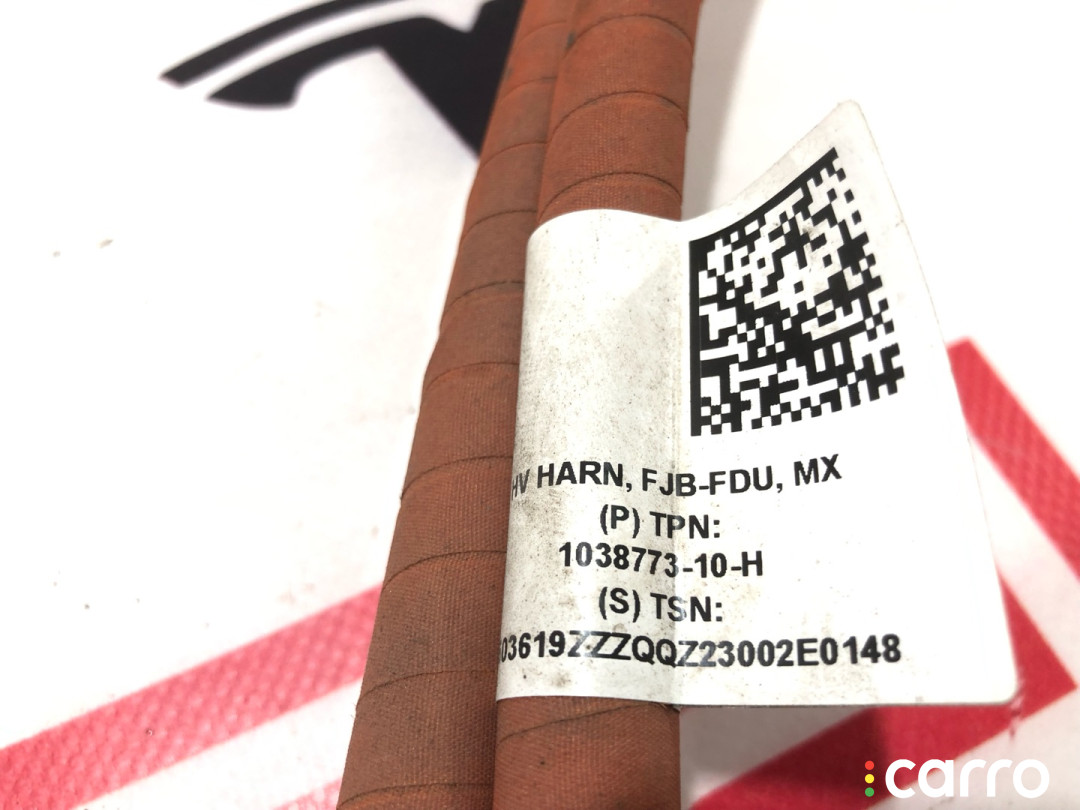 HV HARN, FJB-FDU, MX
(P) TPN:
1038773-10-H
(S) TSN:
03619ZZZQQZ23002E0148
carro